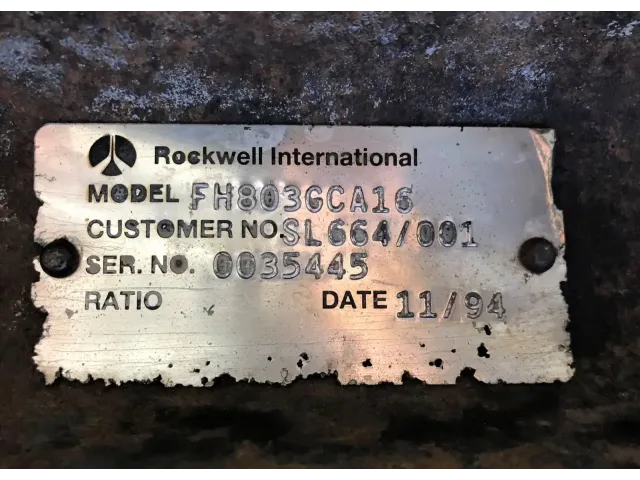 Rockwell International
MODEL FH803GCA16
CUSTOMER NO. SL664/001
SER. NO. 0035445
RATIO DATE 11/94